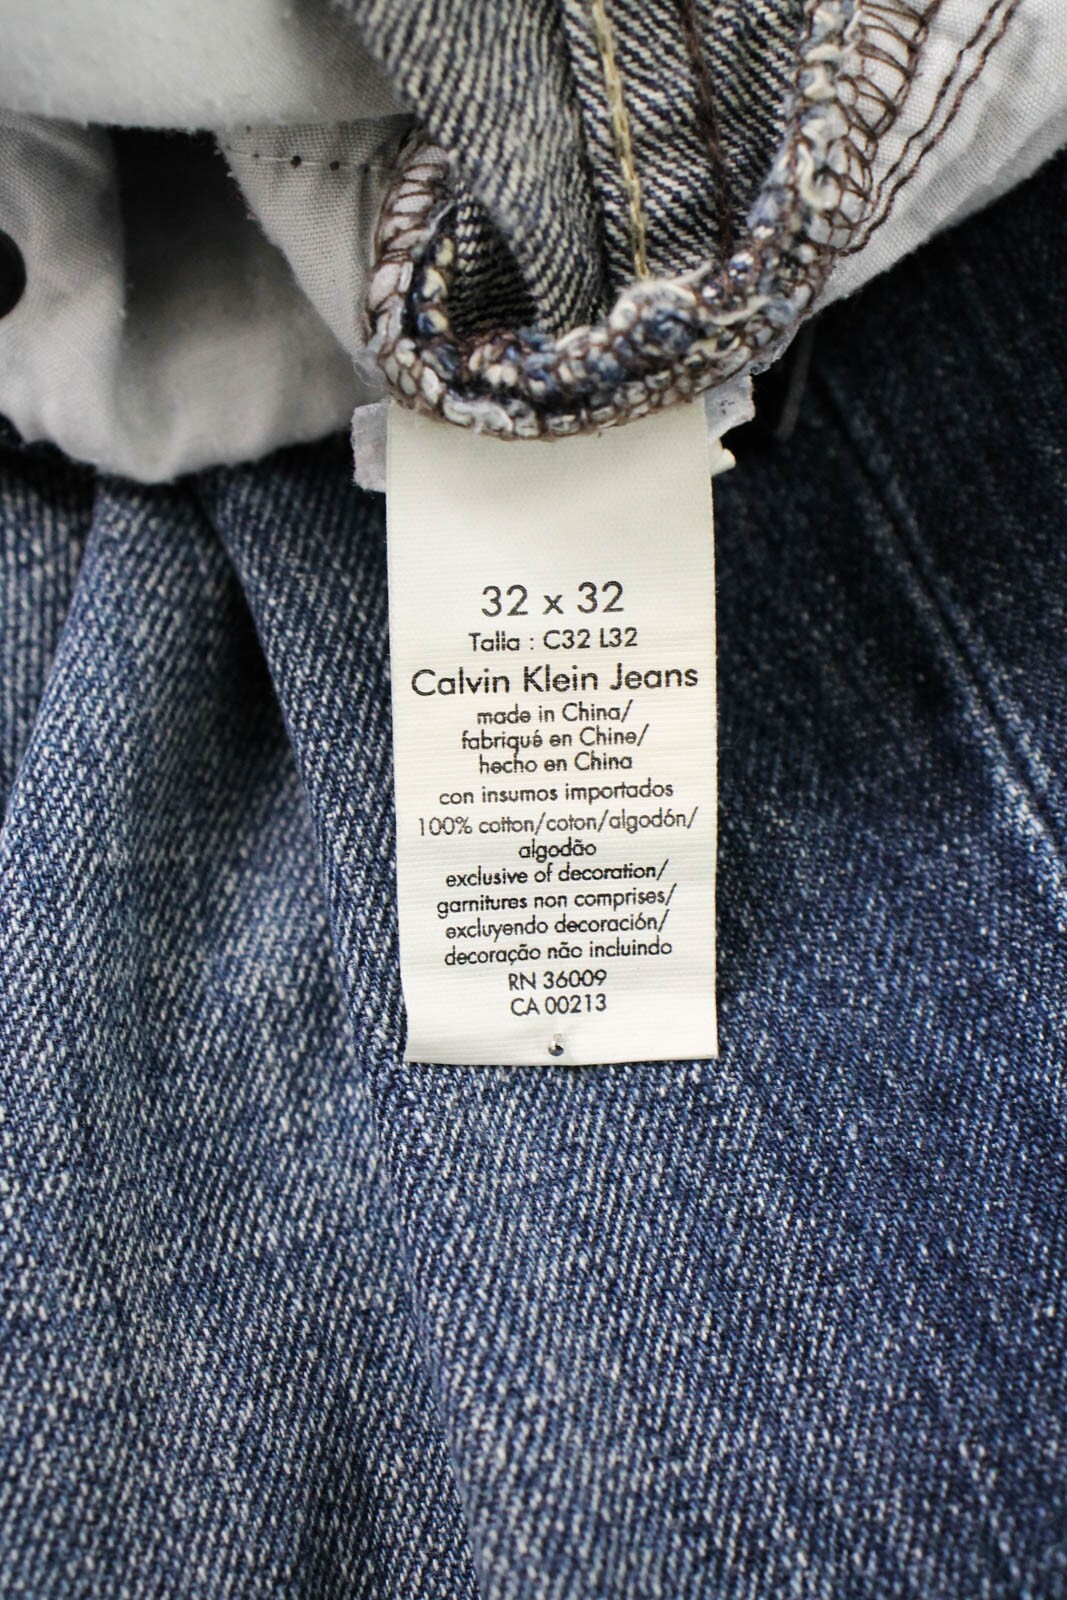 32 x 32
Talla : C32 L32
Calvin Klein Jeans
made in China/
fabriqué en Chine/
hecho en China
con insumos importados
100% cotton/coton/algodón/
algodão
exclusive of decoration/
garnitures non comprises/
excluyendo decoración/
decoração não incluindo
RN 36009
CA 00213